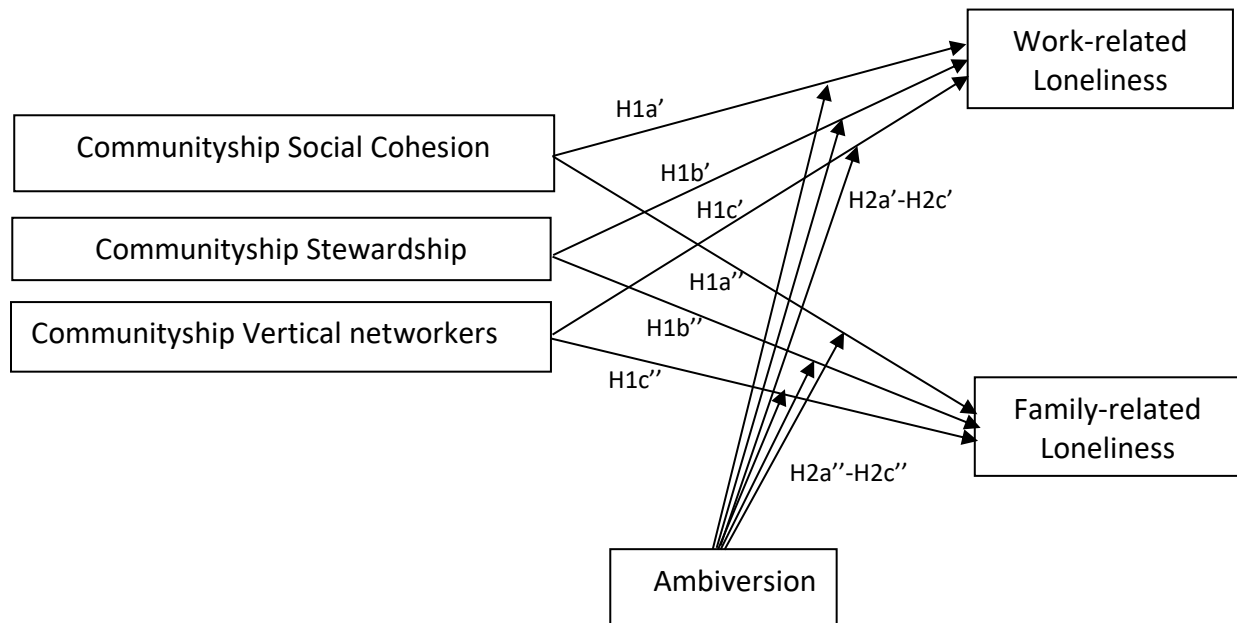 Work-related
Loneliness
H1a’
Communityship Social Cohesion
H1b’
H1c’
H2a’-H2c’
Communityship Stewardship
H1a’’
Communityship Vertical networkers
H1b’’
H1c’’
Family-related
Loneliness
H2a’’-H2c’’
Ambiversion